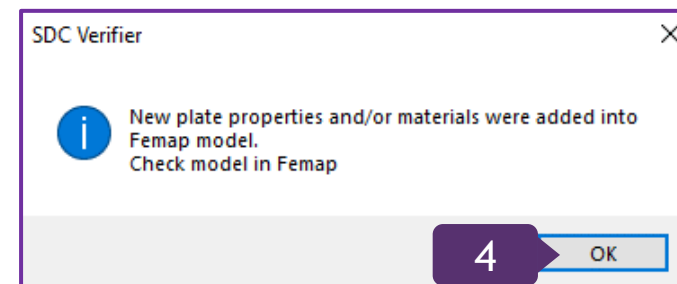 SDC Verifier
New plate properties and/or materials were added into
Femap model.
Check model in Femap
4
OK